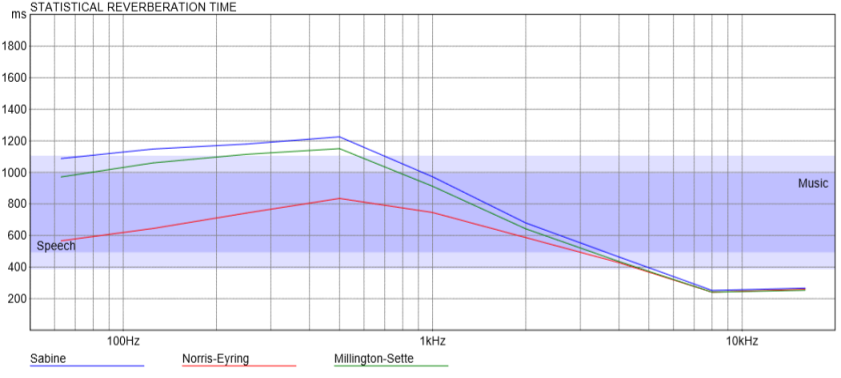 STATISTICAL REVERBERATION TIME
ms
1800
1600
1400
1200
1000
Music
800
600
Speech
400
200
100Hz 1kHz 10kHz
Sabine Norris-Eyring Millington-Sette